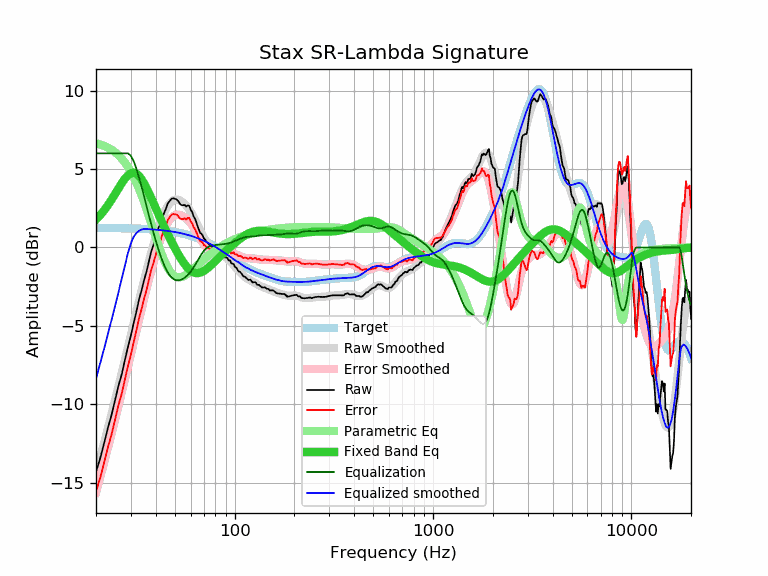 Stax SR-Lambda Signature
Amplitude (dBr)
10
5
0
−5
−10
−15
Target
Raw Smoothed
Error Smoothed
Raw
Error
Parametric Eq
Fixed Band Eq
Equalization
Equalized smoothed
100
1000
10000
Frequency (Hz)